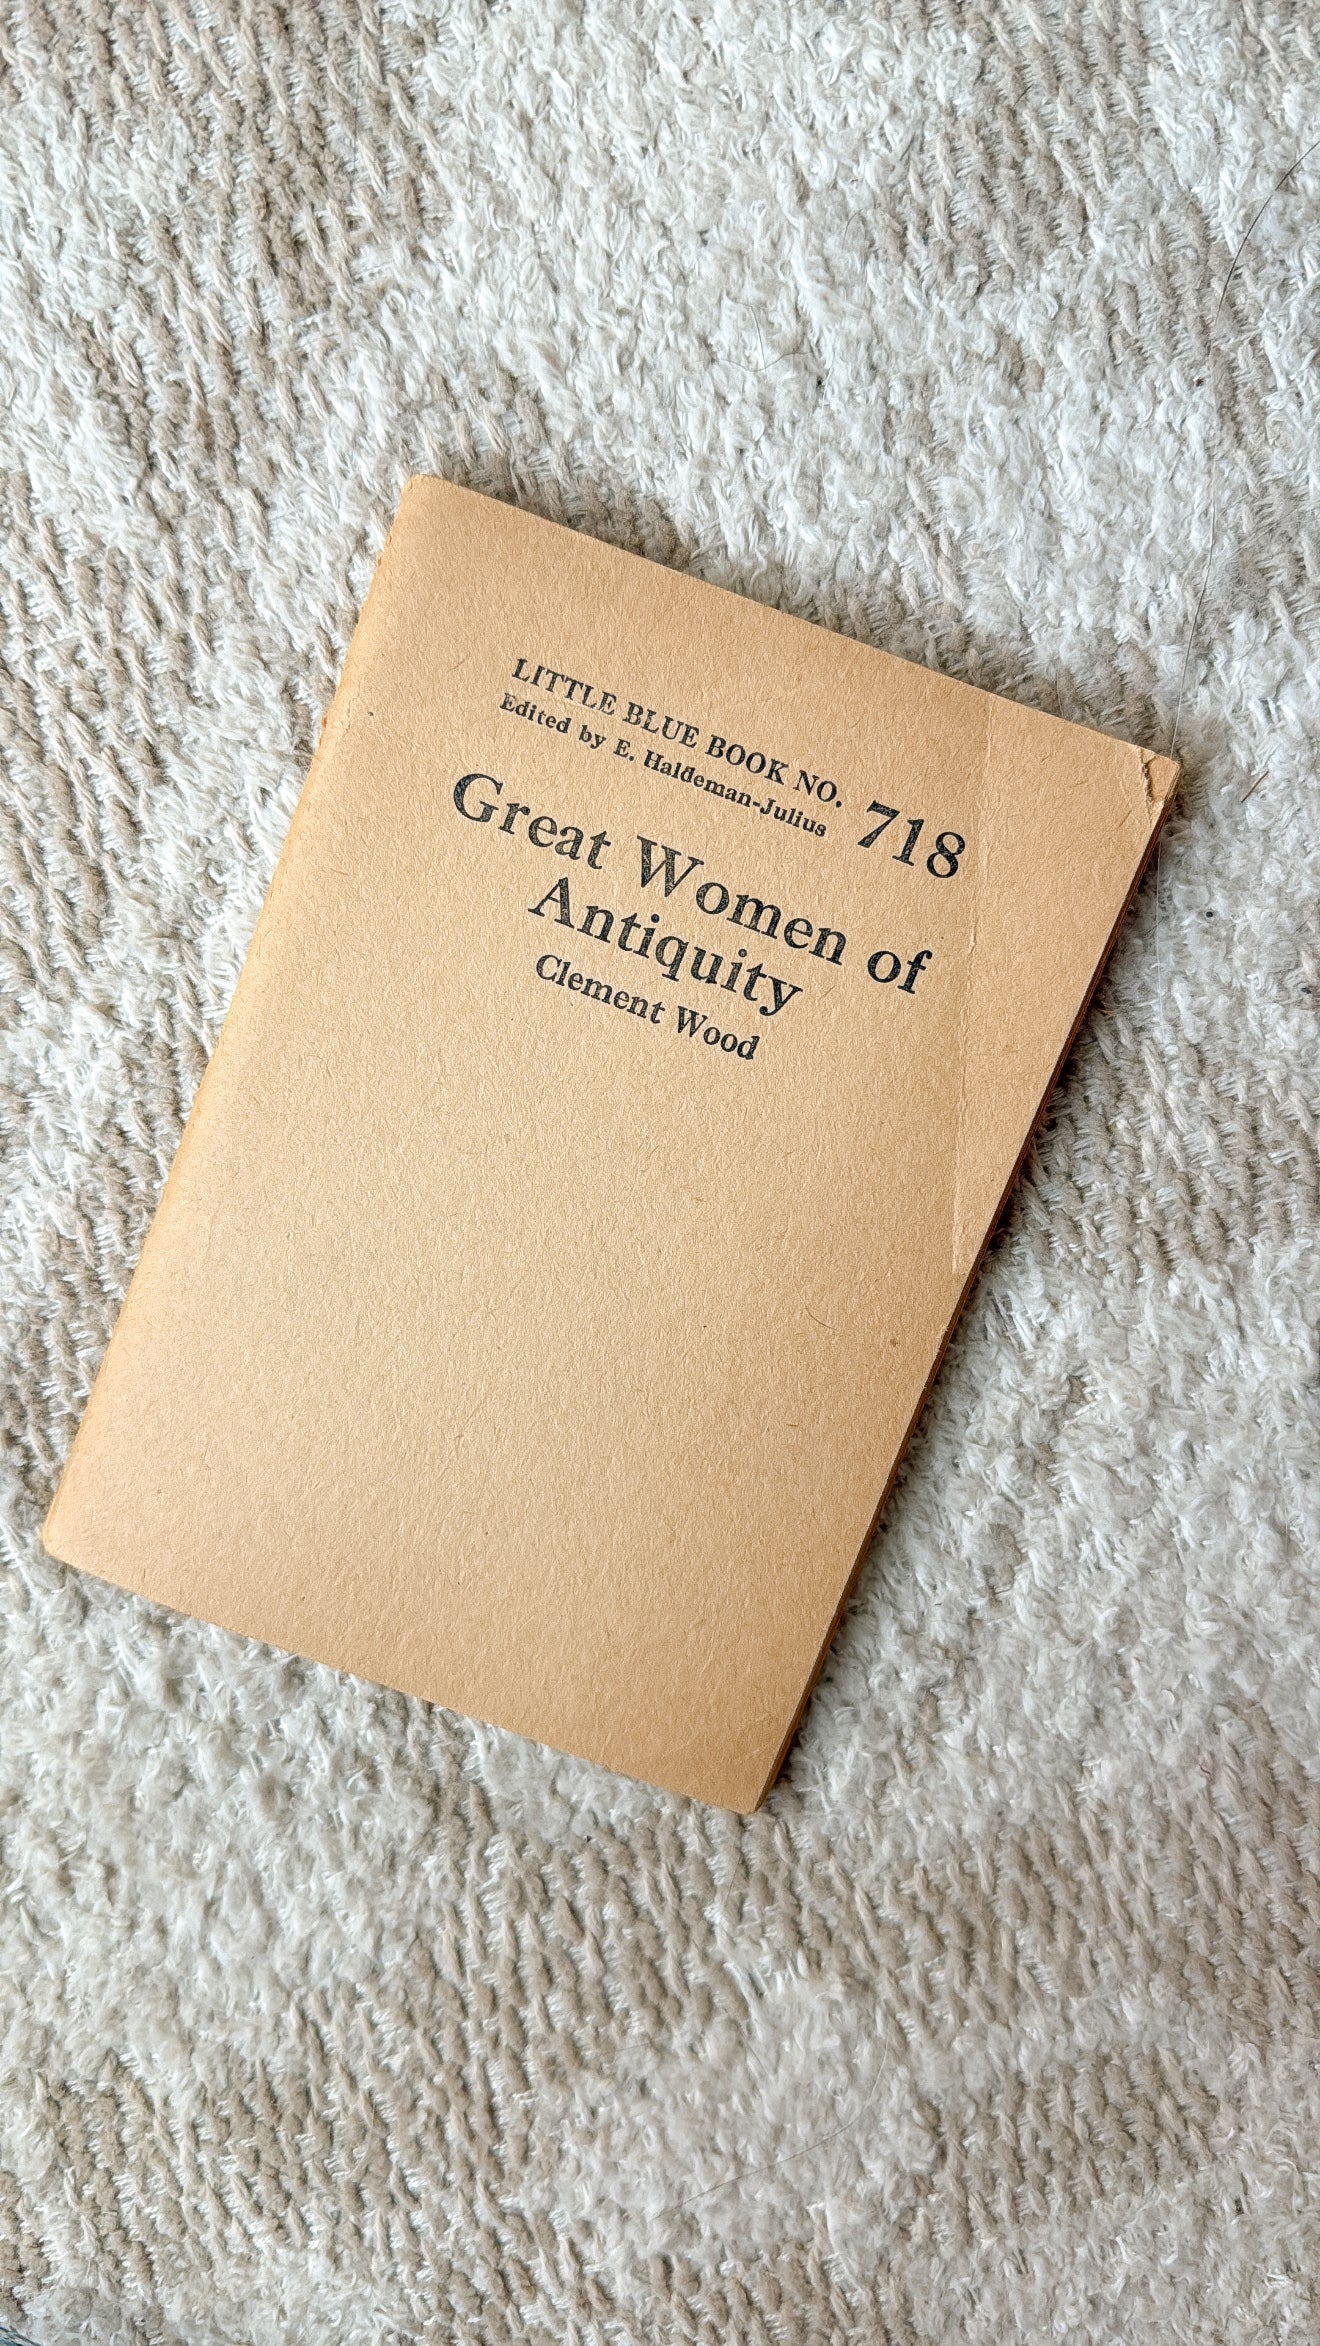 LITTLE BLUE BOOK NO. 718
Edited by E. Haldeman-Julius
Great Women of
Antiquity
Clement Wood